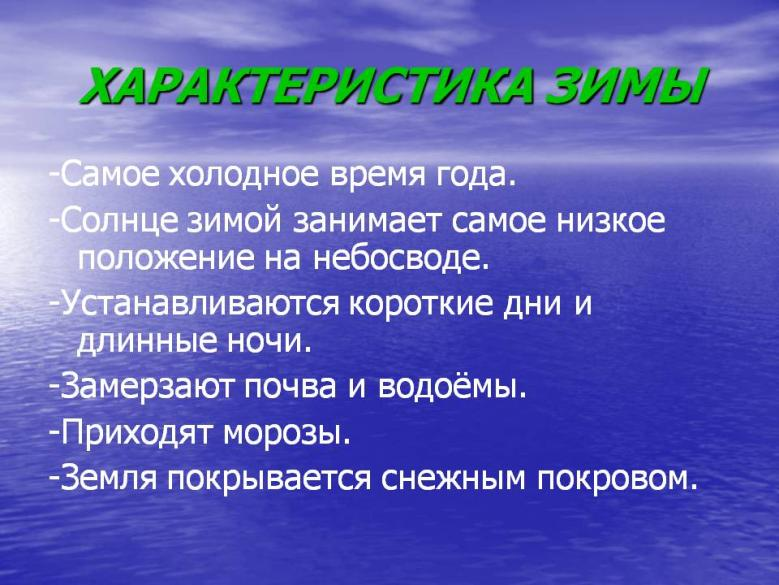 ХАРАКТЕРИСТИКА ЗИМЫ
-Самое холодное время года.
-Солнце зимой занимает самое низкое
положение на небосводе.
-Устанавливаются короткие дни и
длинные ночи.
-Замерзают почва и водоёмы.
-Приходят морозы.
-Земля покрывается снежным покровом.